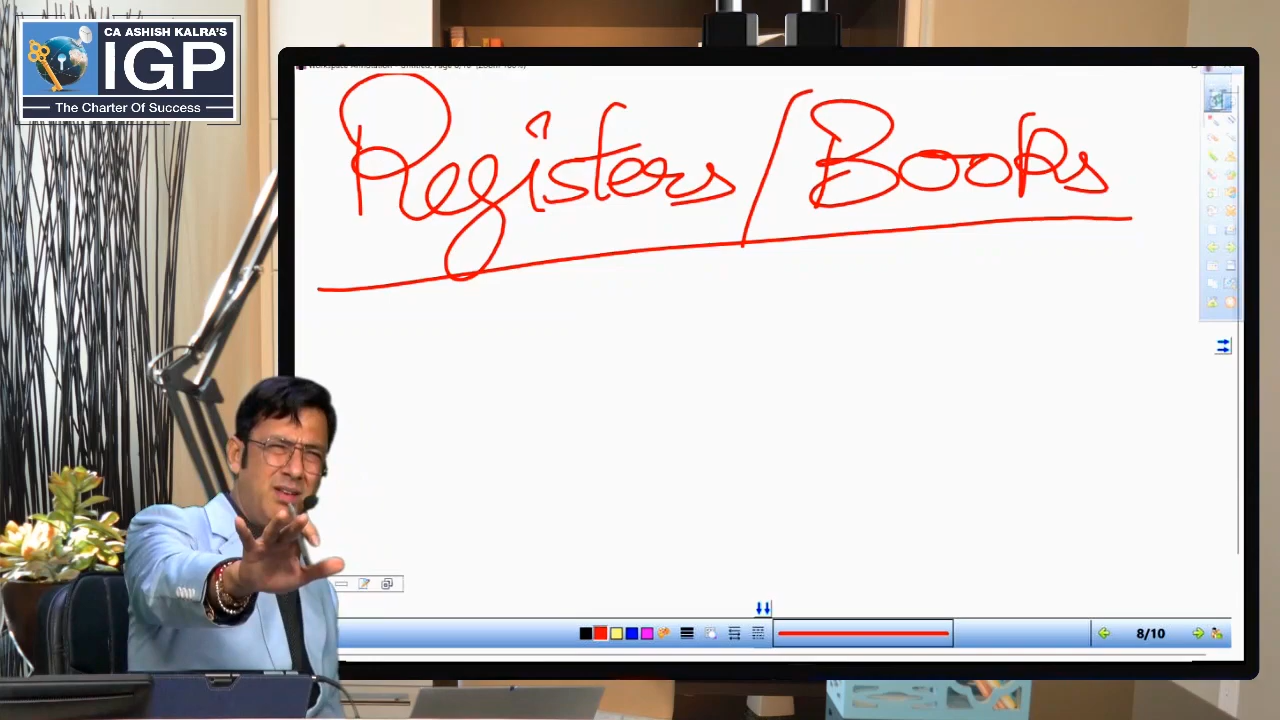 CA ASHISH KALRA'S
IGP
The Charter Of Success
Registers/Books
8/10